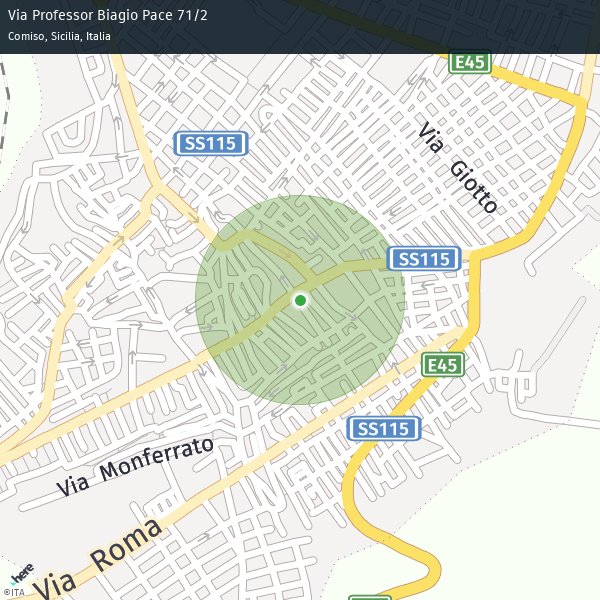 Via Professor Biagio Pace 71/2
Comiso, Sicilia, Italia
E45
SS115
Via Giotto
SS115
E45
SS115
Via Monferrato
Via Roma
here
©ITA
E45